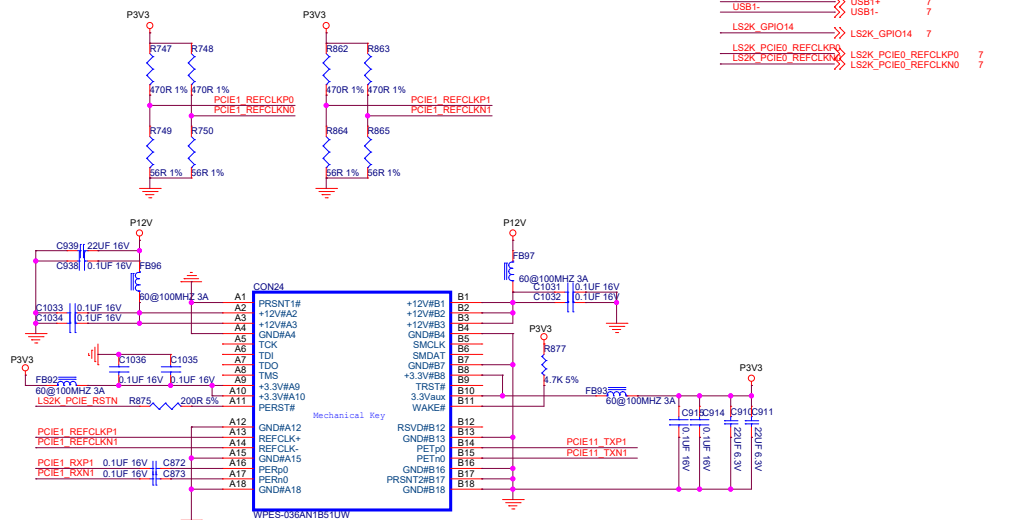 P3V3
P3V3
R747 R748
470R 1% 470R 1%
PCIE1_REFCLKP0
PCIE1_REFCLKN0
R749 R750
56R 1% 56R 1%
R862 R863
470R 1% 470R 1%
PCIE1_REFCLKP1
PCIE1_REFCLKN1
R864 R865
56R 1% 56R 1%
USB1+ 7
USB1- USB1- 7
LS2K_GPIO14 LS2K_GPIO14 7
LS2K_PCIE0_REFCLKP0 LS2K_PCIE0_REFCLKP0 7
LS2K_PCIE0_REFCLKN0 LS2K_PCIE0_REFCLKN0 7
P12V
C939 22UF 16V
C938 0.1UF 16V
FB96
60@100MHZ 3A
C1033 0.1UF 16V
C1034 0.1UF 16V
P3V3
C1036 C1035
0.1UF 16V 0.1UF 16V
FB92
60@100MHZ 3A
LS2K_PCIE_RSTN R875 200R 5%
PCIE1_REFCLKP1
PCIE1_REFCLKN1
PCIE1_RXP1 0.1UF 16V C872
PCIE1_RXN1 0.1UF 16V C873
CON24
A1 PRSNT1# +12V#B1 B1
A2 +12V#A2 +12V#B2 B2
A3 +12V#A3 +12V#B3 B3
A4 GND#A4 GND#B4 B4
A5 TCK SMCLK B5
A6 TDI SMDAT B6
A7 TDO GND#B7 B7
A8 TMS +3.3V#B8 B8
A9 +3.3V#A9 TRST# B9
A10 +3.3V#A10 3.3Vaux B10
A11 PERST# WAKE# B11
Mechanical Key
A12 GND#A12 RSVD#B12 B12
A13 REFCLK+ GND#B13 B13
A14 REFCLK- PETp0 B14
A15 GND#A15 PETn0 B15
A16 PERp0 GND#B16 B16
A17 PERn0 PRSNT2#B17 B17
A18 GND#A18 GND#B18 B18
WPES-036AN1B51UW
P12V
FB97
60@100MHZ 3A
C1031 0.1UF 16V
C1032 0.1UF 16V
P3V3
R877
4.7K 5%
FB93
60@100MHZ 3A
P3V3
C914 C911
0.1UF 16V 0.1UF 16V 22UF 6.3V 22UF 6.3V
PCIE11_TXP1
PCIE11_TXN1